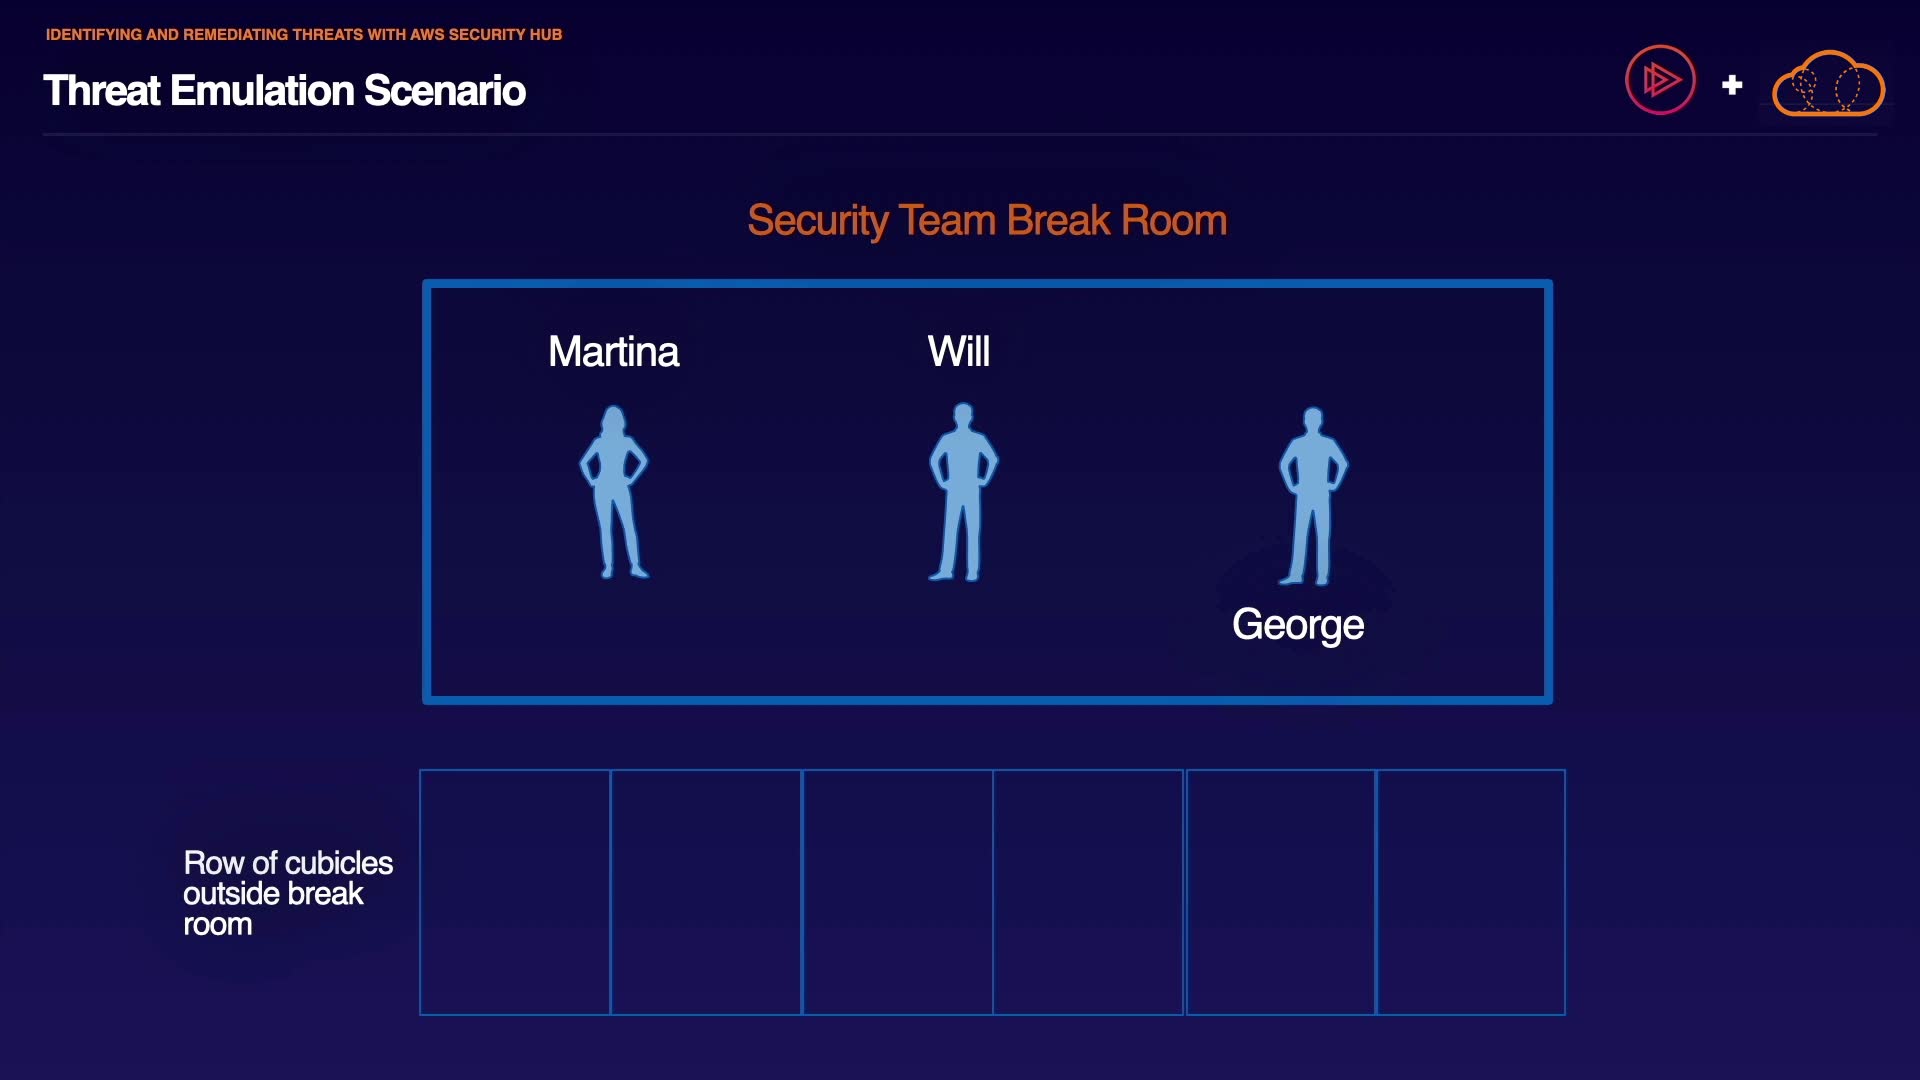 IDENTIFYING AND REMEDIATING THREATS WITH AWS SECURITY HUB
Threat Emulation Scenario
Security Team Break Room
Martina
Will
George
Row of cubicles
outside break
room